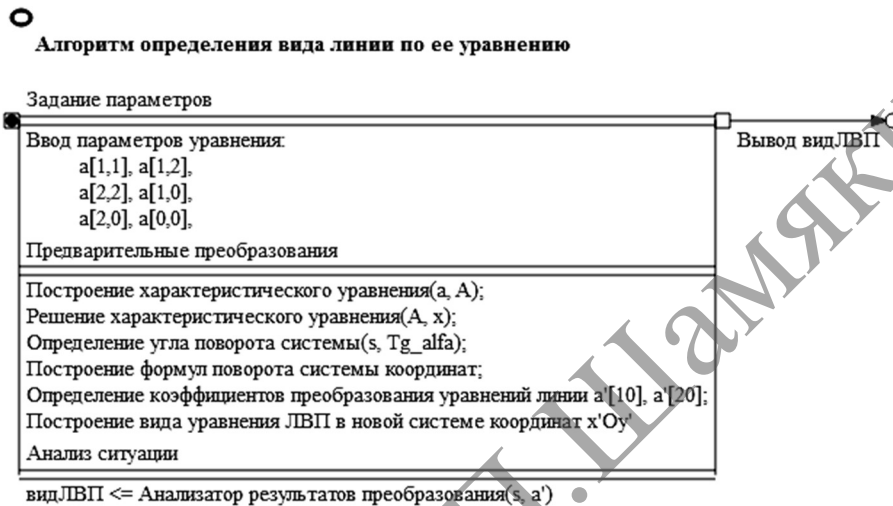 Алгоритм определения вида линии по ее уравнению
Задание параметров
Ввод параметров уравнения:
a[1,1], a[1,2],
a[2,2], a[1,0],
a[2,0], a[0,0],
Вывод видЛВП
Предварительные преобразования
Построение характеристического уравнения(a, A);
Решение характеристического уравнения(A, x);
Определение угла поворота системы(s, Tg_alfa);
Построение формул поворота системы координат;
Определение коэффициентов преобразования уравнений линии a'[10], a'[20];
Построение вида уравнения ЛВП в новой системе координат x'Oy'
Анализ ситуации
видЛВП <= Анализатор результатов преобразования(s, a')